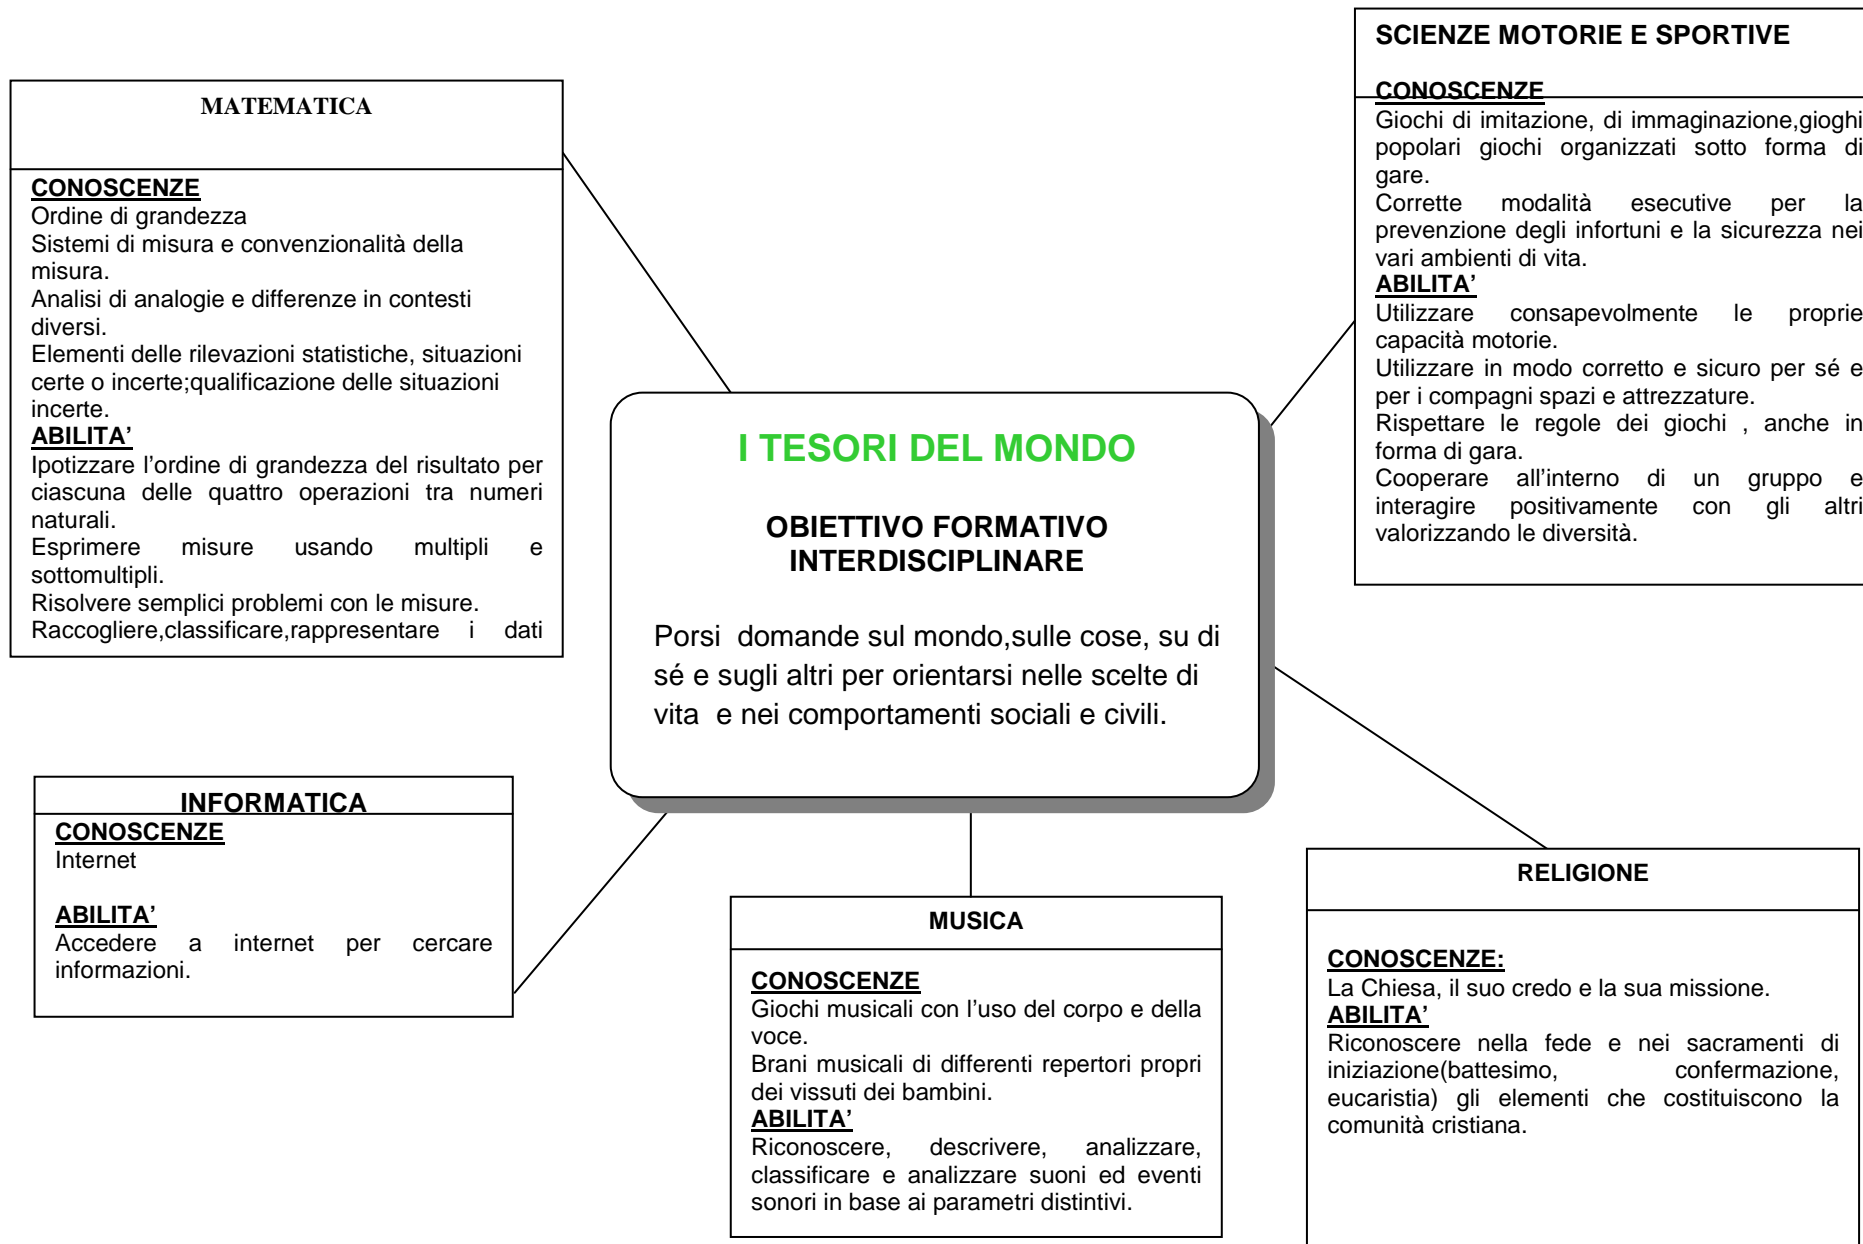 MATEMATICA
CONOSCENZE
Ordine di grandezza
Sistemi di misura e convenzionalità della
misura.
Analisi di analogie e differenze in contesti
diversi.
Elementi delle rilevazioni statistiche, situazioni
certe o incerte;qualificazione delle situazioni
incerte.
ABILITA’
Ipotizzare l’ordine di grandezza del risultato per
ciascuna delle quattro operazioni tra numeri
naturali.
Esprimere misure usando multipli e
sottomultipli.
Risolvere semplici problemi con le misure.
Raccogliere,classificare,rappresentare i dati
SCIENZE MOTORIE E SPORTIVE
CONOSCENZE
Giochi di imitazione, di immaginazione,gioghi
popolari giochi organizzati sotto forma di
gare.
Corrette modalità esecutive per la
prevenzione degli infortuni e la sicurezza nei
vari ambienti di vita.
ABILITA’
Utilizzare consapevolmente le proprie
capacità motorie.
Utilizzare in modo corretto e sicuro per sé e
per i compagni spazi e attrezzature.
Rispettare le regole dei giochi , anche in
forma di gara.
Cooperare all’interno di un gruppo e
interagire positivamente con gli altri
valorizzando le diversità.
I TESORI DEL MONDO
OBIETTIVO FORMATIVO
INTERDISCIPLINARE
Porsi domande sul mondo,sulle cose, su di
sé e sugli altri per orientarsi nelle scelte di
vita e nei comportamenti sociali e civili.
INFORMATICA
CONOSCENZE
Internet
ABILITA’
Accedere a internet per cercare
informazioni.
MUSICA
CONOSCENZE
Giochi musicali con l’uso del corpo e della
voce.
Brani musicali di differenti repertori propri
dei vissuti dei bambini.
ABILITA’
Riconoscere, descrivere, analizzare,
classificare e analizzare suoni ed eventi
sonori in base ai parametri distintivi.
RELIGIONE
CONOSCENZE:
La Chiesa, il suo credo e la sua missione.
ABILITA’
Riconoscere nella fede e nei sacramenti di
iniziazione(battesimo, confermazione,
eucaristia) gli elementi che costituiscono la
comunità cristiana.